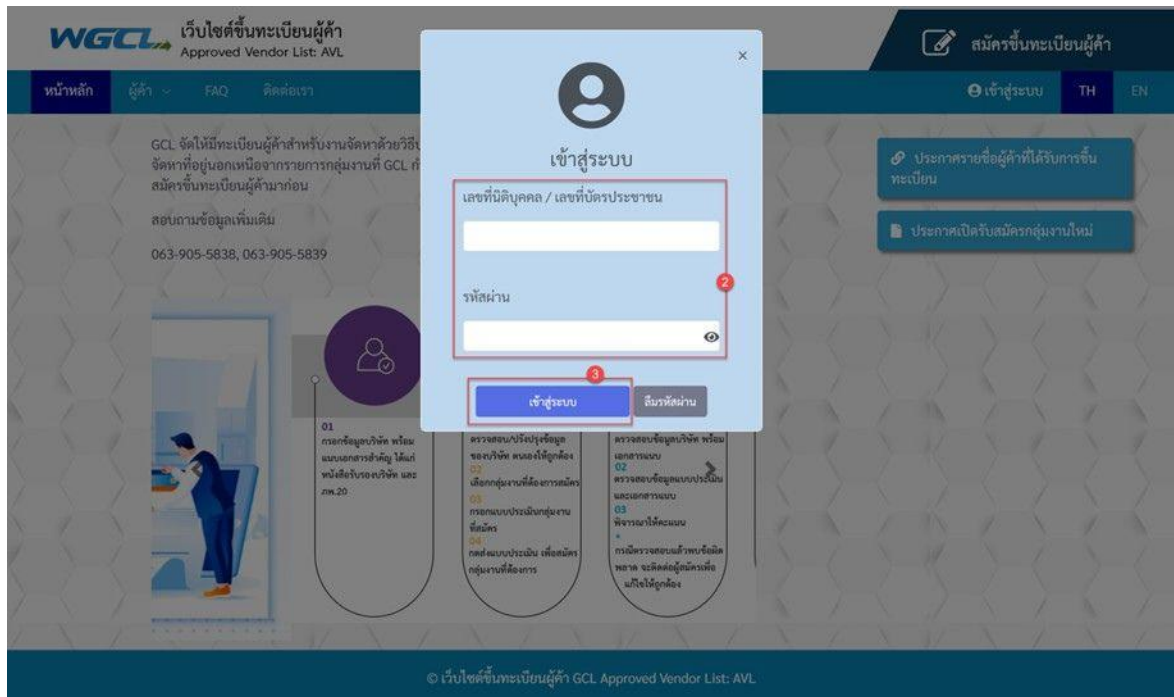 WGCL
เว็บไซต์ขึ้นทะเบียนผู้ค้า
Approved Vendor List: AVL
สมัครขึ้นทะเบียนผู้ค้า
หน้าหลัก
ผู้ค้า
FAQ
ติดต่อเรา
เข้าสู่ระบบ
TH
EN
GCL จัดให้มีทะเบียนผู้ค้าสำหรับงานจัดหาด้วยวิธี
จัดหาที่อยู่นอกเหนือจากรายการกลุ่มงานที่ GCL
สมัครขึ้นทะเบียนผู้ค้ามาก่อน
สอบถามข้อมูลเพิ่มเติม
063-905-5838, 063-905-5839
×
เข้าสู่ระบบ
เลขที่นิติบุคคล / เลขที่บัตรประชาชน
2
รหัสผ่าน
3
เข้าสู่ระบบ
ลืมรหัสผ่าน
ประกาศรายชื่อผู้ค้าที่ได้รับการขึ้น
ทะเบียน
ประกาศเปิดรับสมัครกลุ่มงานใหม่
01
กรอกข้อมูลบริษัท พร้อม
แนบเอกสารสำคัญ ได้แก่
หนังสือรับรองบริษัท และ
ภพ.20
ตรวจสอบ/ปรับปรุงข้อมูล
ของบริษัท ตนเองให้ถูกต้อง
02
เลือกกลุ่มงานที่ต้องการสมัคร
03
กรอกแบบประเมินกลุ่มงาน
ที่สมัคร
04
กดส่งแบบประเมิน เพื่อสมัคร
กลุ่มงานที่ต้องการ
ตรวจสอบข้อมูลบริษัท พร้อม
เอกสารแนบ
02
ตรวจสอบข้อมูลแบบประเมิน
และเอกสารแนบ
03
พิจารณาให้คะแนน
*
กรณีตรวจสอบแล้วพบข้อผิด
พลาด จะติดต่อผู้สมัครเพื่อ
แก้ไขให้ถูกต้อง
© เว็บไซต์ขึ้นทะเบียนผู้ค้า GCL Approved Vendor List: AVL